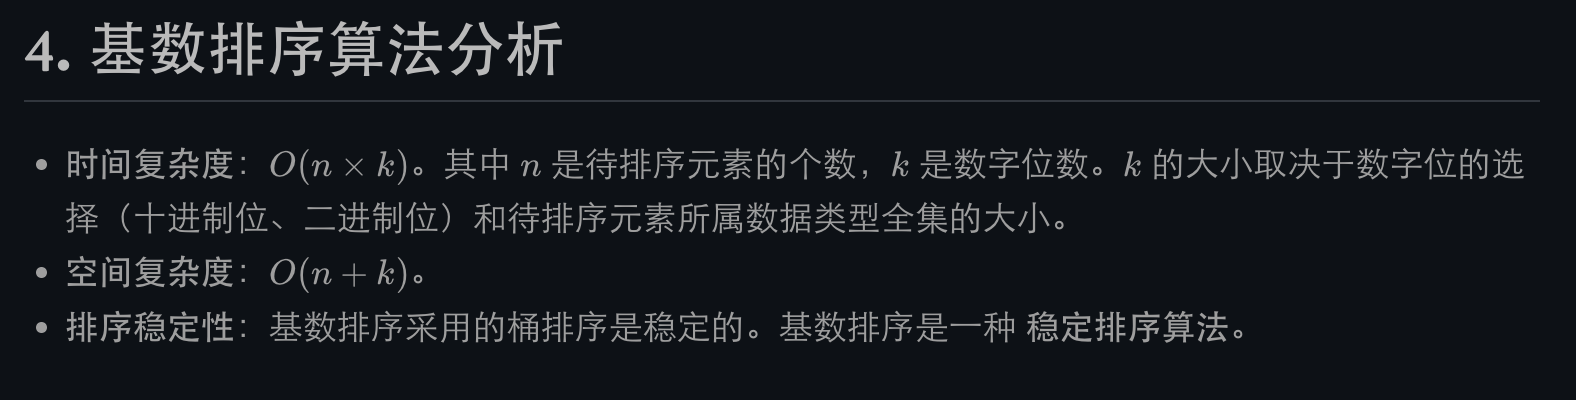 4. 基数排序算法分析
• 时间复杂度：O(n × k)。其中 n 是待排序元素的个数，k 是数字位数。k 的大小取决于数字位的选
择（十进制位、二进制位）和待排序元素所属数据类型全集的大小。
• 空间复杂度：O(n + k)。
• 排序稳定性：基数排序采用的桶排序是稳定的。基数排序是一种 稳定排序算法。